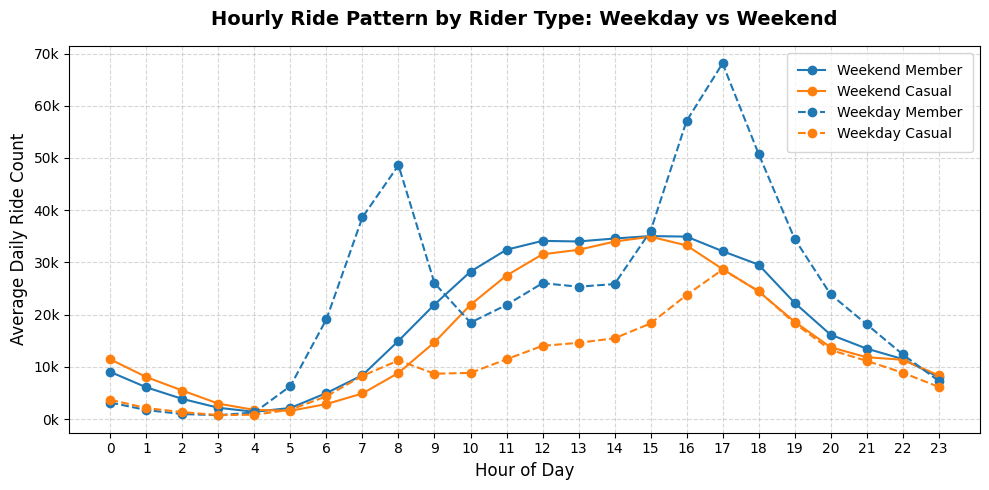 Hourly Ride Pattern by Rider Type: Weekday vs Weekend
Average Daily Ride Count
70k
60k
50k
40k
30k
20k
10k
0k
Weekend Member
Weekend Casual
Weekday Member
Weekday Casual
0 1 2 3 4 5 6 7 8 9 10 11 12 13 14 15 16 17 18 19 20 21 22 23
Hour of Day